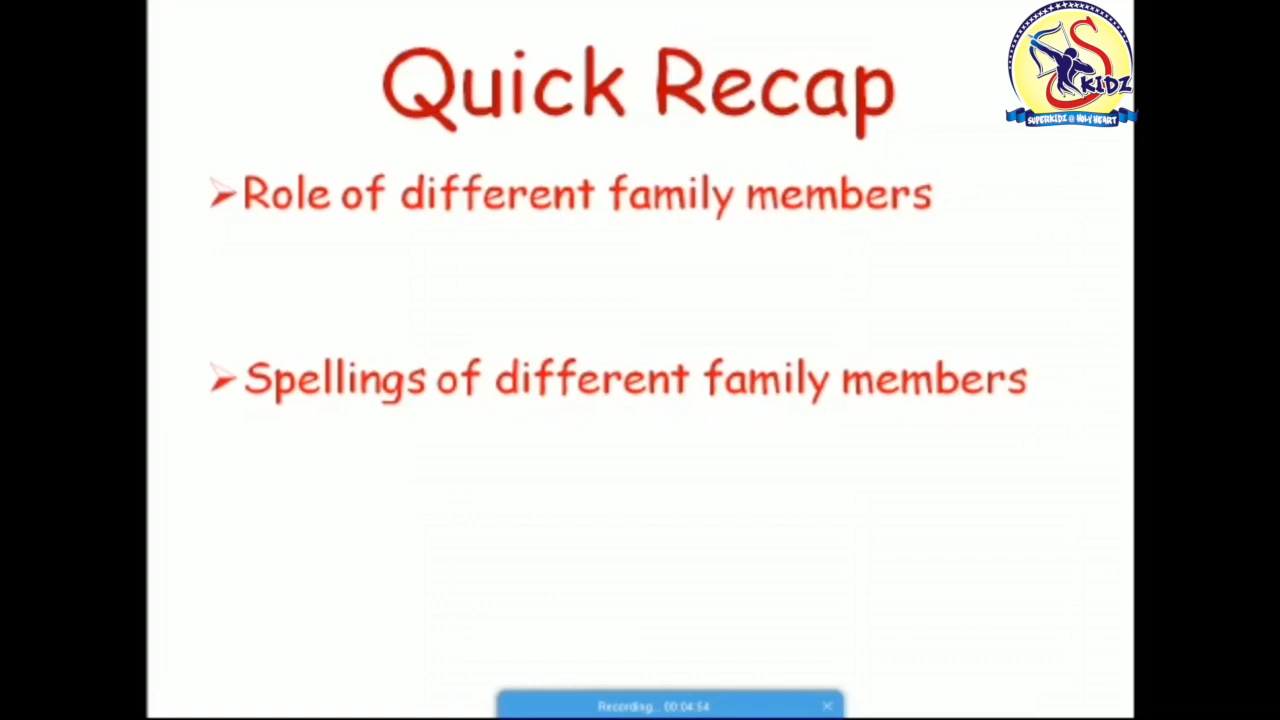 Quick Recap
S
KIDZ
SUPERKIDZ @ HOLY HEART
Role of different family members
Spellings of different family members
Recording... 00:04:54